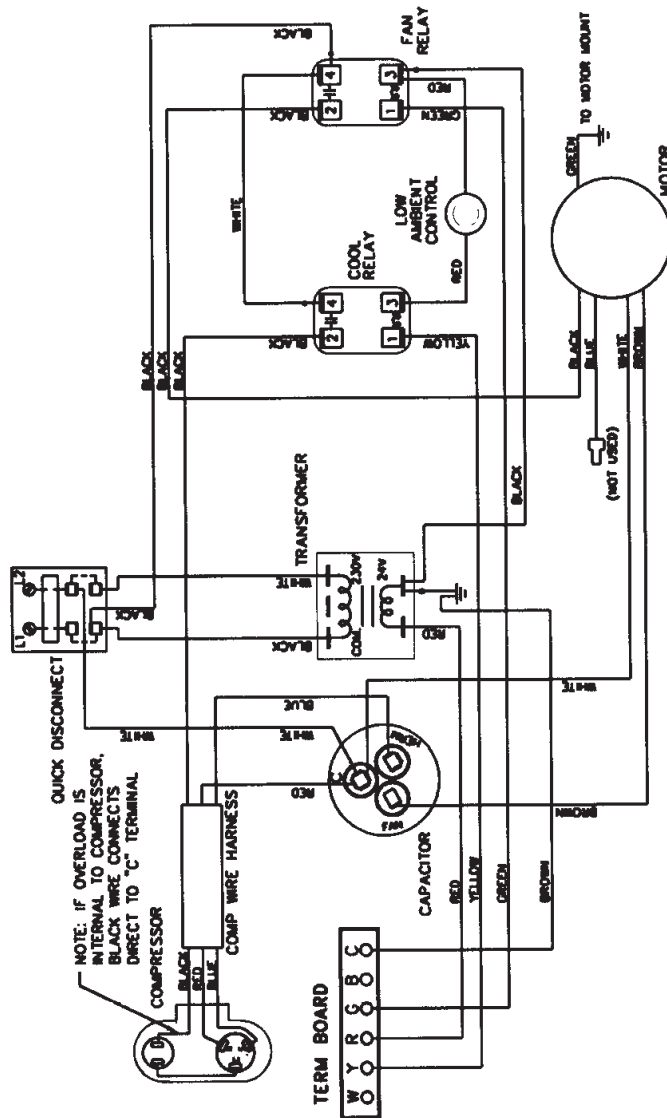 L1
L2
QUICK DISCONNECT
NOTE: IF OVERLOAD IS
INTERNAL TO COMPRESSOR,
BLACK WIRE CONNECTS
DIRECT TO "C" TERMINAL
COMPRESSOR
BLACK
RED
BLUE
COMP WIRE HARNESS
BLACK
WHITE
BLACK
WHITE
WHITE
BLUE
RED
TRANSFORMER
COM.
230V
24V
RED
BLACK
CAPACITOR
C
HERM
FAN
WHITE
BROWN
RED
YELLOW
GREEN
BROWN
TERM BOARD
W
Y
R
G
B
C
BLACK
BLACK
BLACK
COOL
RELAY
2
4
1
3
BLACK
YELLOW
RED
WHITE
LOW
AMBIENT
CONTROL
BLACK
FAN
RELAY
2
4
1
3
BLACK
GREEN
RED
BLACK
BLUE
WHITE
BROWN
(NOT USED)
GREEN
TO MOTOR MOUNT
MOTOR